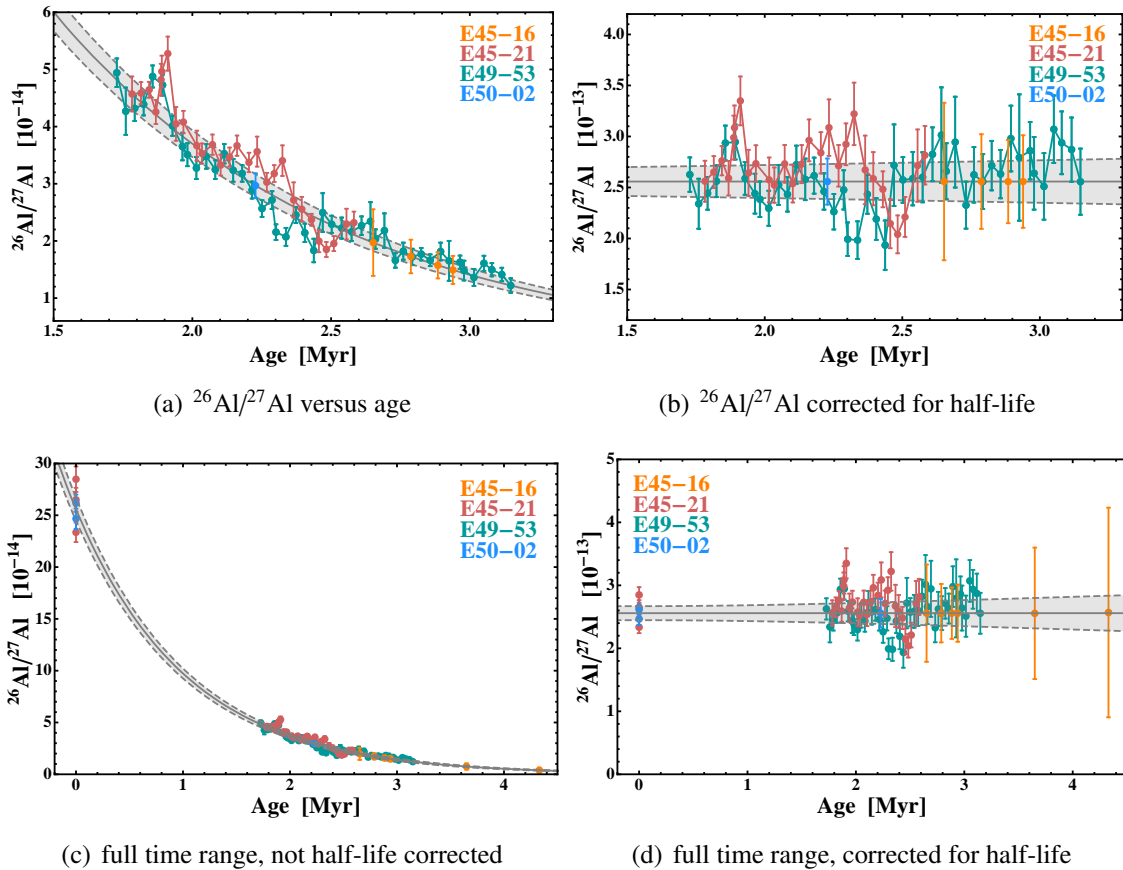 6
5
4
3
2
1
1.5 2.0 2.5 3.0
²⁶Al/²⁷Al [10⁻¹⁴]
Age [Myr]
E45−16
E45−21
E49−53
E50−02
(a) ²⁶Al/²⁷Al versus age
4.2
3.6
3.0
2.5
2.0
1.5
1.5 2.0 2.5 3.0
²⁶Al/²⁷Al [10⁻¹³]
Age [Myr]
E45−16
E45−21
E49−53
E50−02
(b) ²⁶Al/²⁷Al corrected for half-life
30
25
20
15
10
5
0
0 1 2 3 4
²⁶Al/²⁷Al [10⁻¹⁴]
Age [Myr]
E45−16
E45−21
E49−53
E50−02
(c) full time range, not half-life corrected
5
4
3
2
1
0
0 1 2 3 4
²⁶Al/²⁷Al [10⁻¹³]
Age [Myr]
E45−16
E45−21
E49−53
E50−02
(d) full time range, corrected for half-life